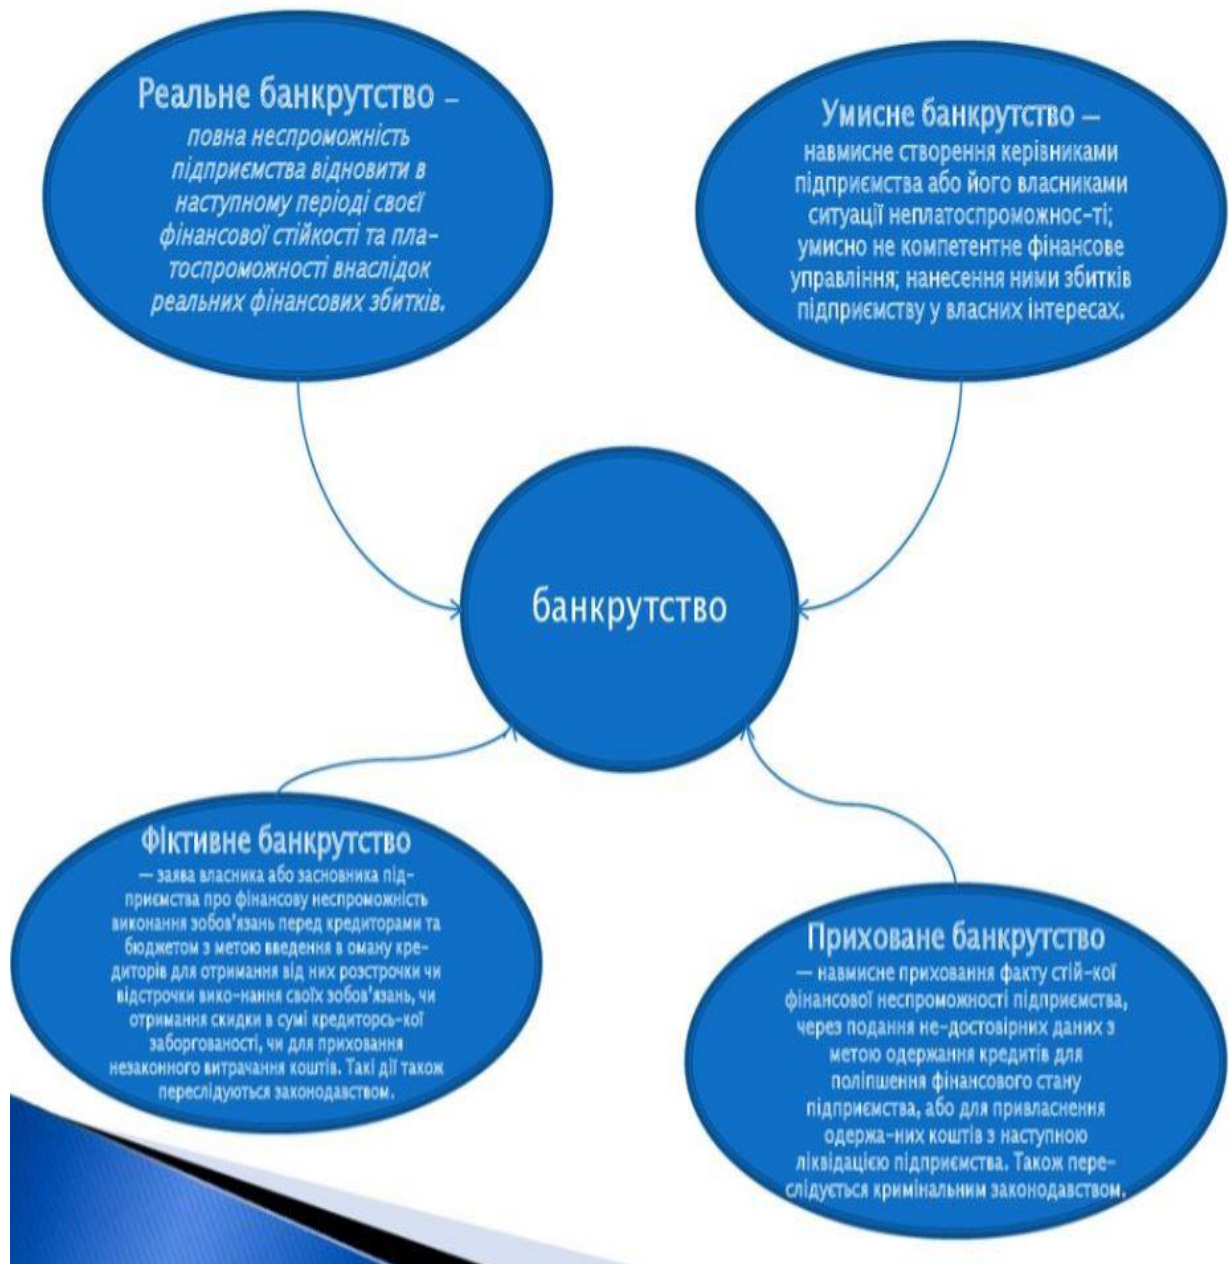 Реальне банкрутство –
повна неспроможність
підприємства відновити в
наступному періоді своєї
фінансової стійкості та пла–
тоспроможності внаслідок
реальних фінансових збитків.
Умисне банкрутство —
навмисне створення керівниками
підприємства або його власниками
ситуації неплатоспроможнос–ті;
умисно не компетентне фінансове
управління; нанесення ними збитків
підприємству у власних інтересах.
банкрутство
Фіктивне банкрутство
— заява власника або засновника під–
приємства про фінансову неспроможність
виконання зобов'язань перед кредиторами та
бюджетом з метою введення в оману кре–
диторів для отримання від них розстрочки чи
відстрочки вико–нання своїх зобов'язань, чи
отримання скидки в сумі кредиторсь–кої
заборгованості, чи для приховання
незаконного витрачання коштів. Такі дії також
переслідуються законодавством.
Приховане банкрутство
— навмисне приховання факту стій–кої
фінансової неспроможності підприємства,
через подання не–достовірних даних з
метою одержання кредитів для
поліпшення фінансового стану
підприємства, або для привласнення
одержа–них коштів з наступною
ліквідацією підприємства. Також пере–
слідується кримінальним законодавством.